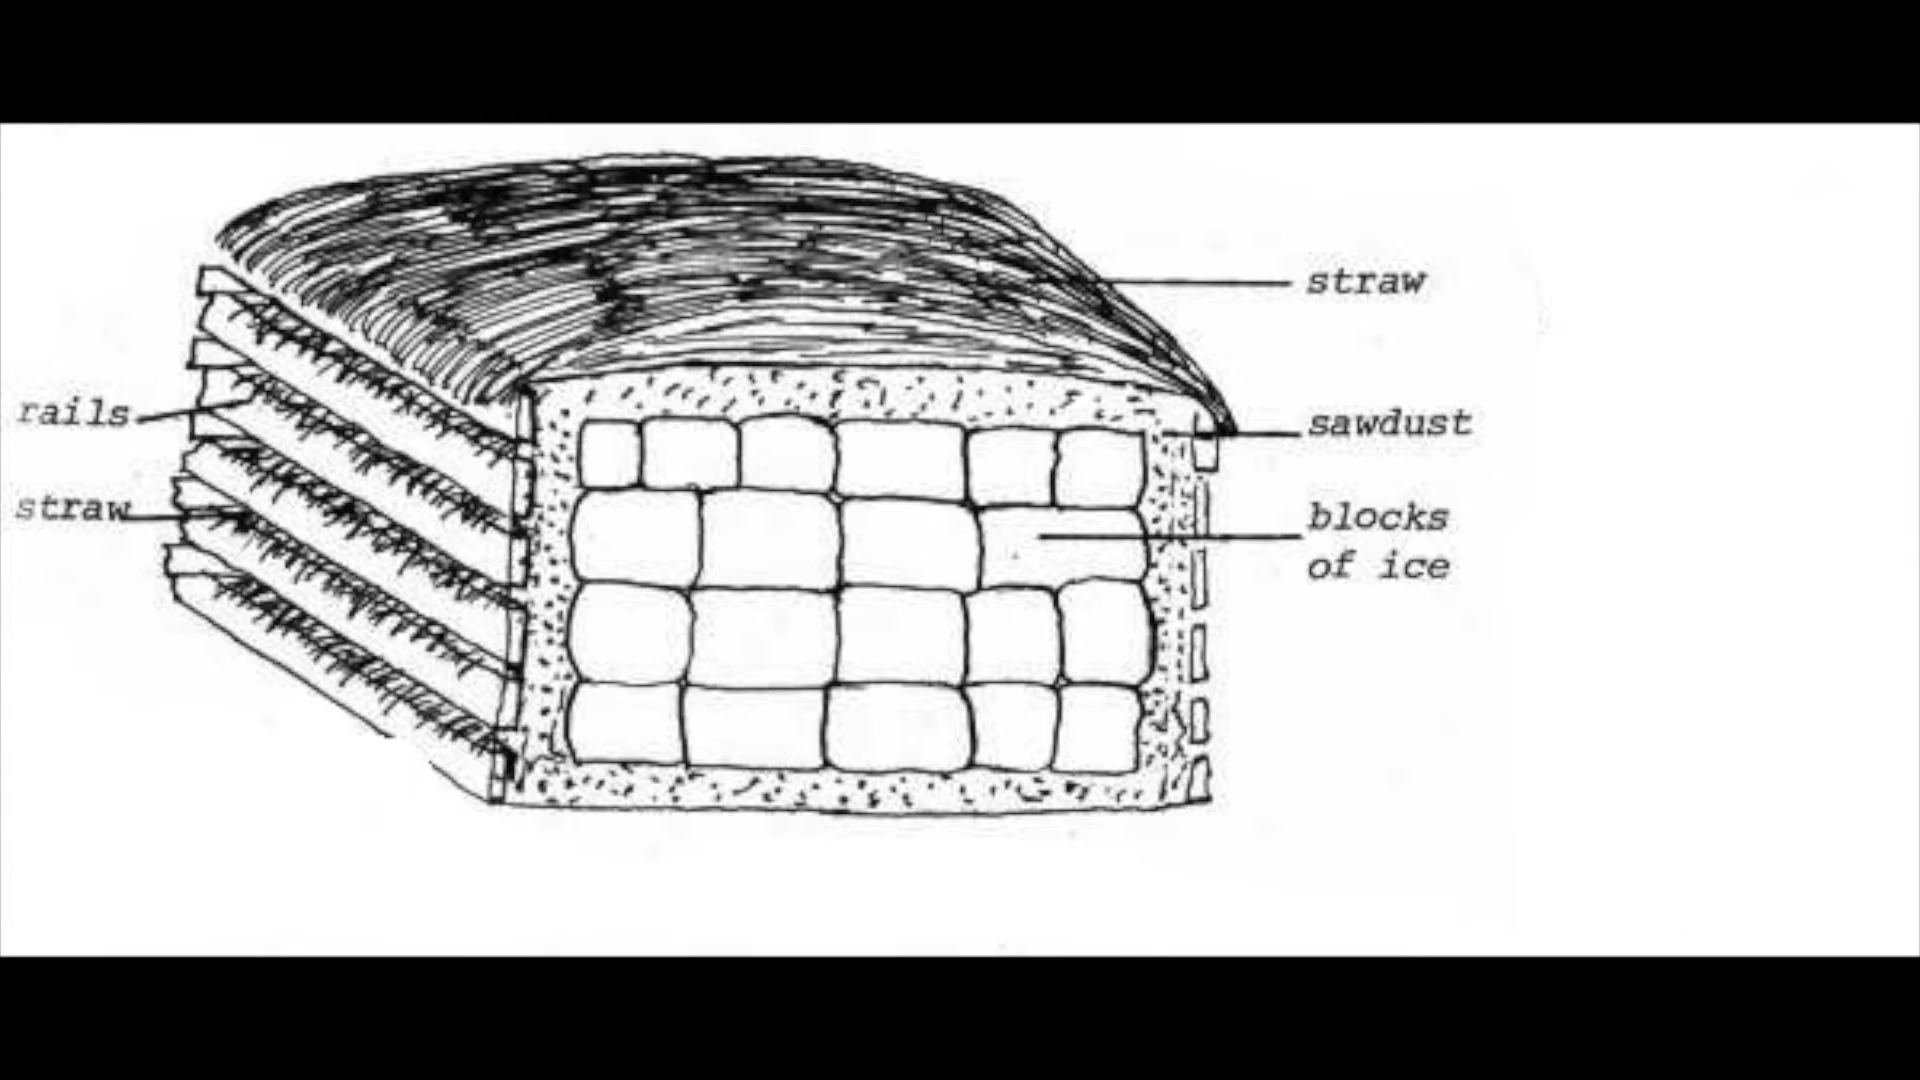 straw
rails
sawdust
straw
blocks
of ice